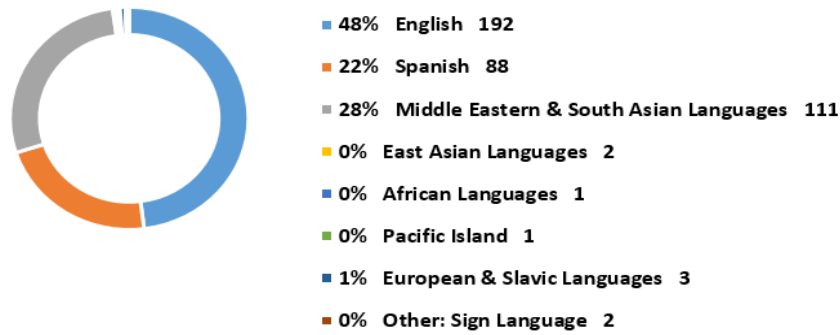 48% English 192
22% Spanish 88
28% Middle Eastern & South Asian Languages 111
0% East Asian Languages 2
0% African Languages 1
0% Pacific Island 1
1% European & Slavic Languages 3
0% Other: Sign Language 2